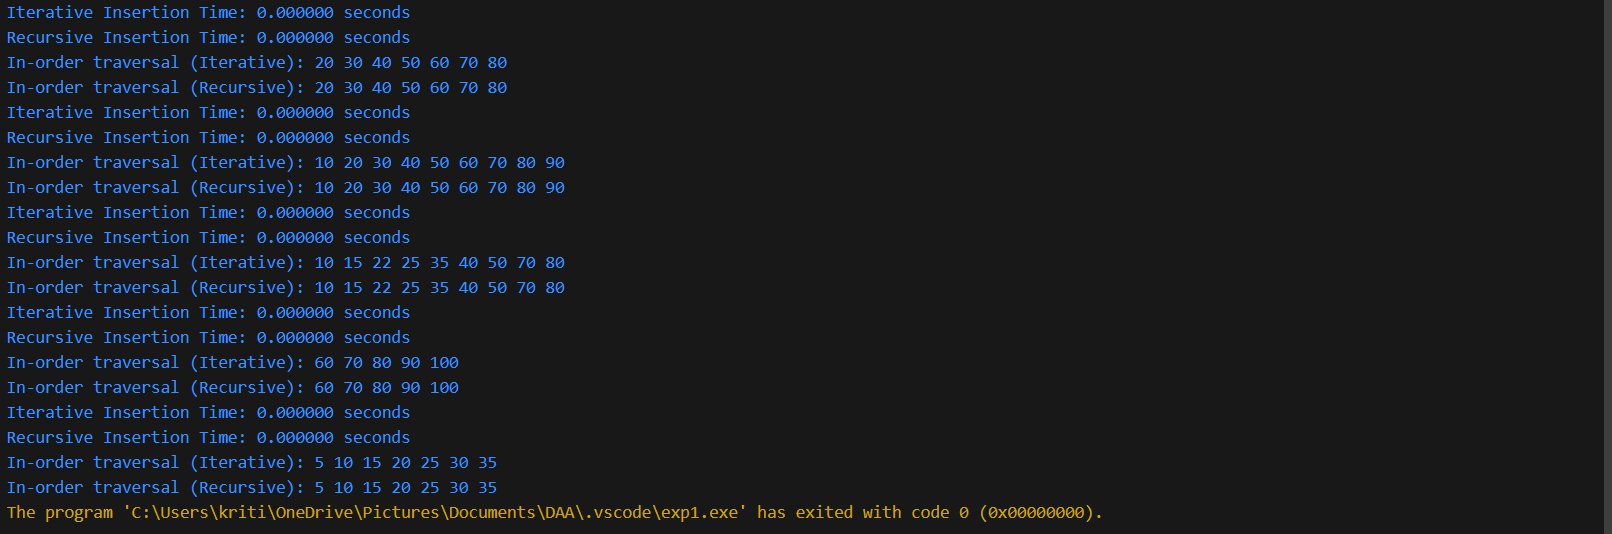 Iterative Insertion Time: 0.000000 seconds
Recursive Insertion Time: 0.000000 seconds
In-order traversal (Iterative): 20 30 40 50 60 70 80
In-order traversal (Recursive): 20 30 40 50 60 70 80
Iterative Insertion Time: 0.000000 seconds
Recursive Insertion Time: 0.000000 seconds
In-order traversal (Iterative): 10 20 30 40 50 60 70 80 90
In-order traversal (Recursive): 10 20 30 40 50 60 70 80 90
Iterative Insertion Time: 0.000000 seconds
Recursive Insertion Time: 0.000000 seconds
In-order traversal (Iterative): 10 15 22 25 35 40 50 70 80
In-order traversal (Recursive): 10 15 22 25 35 40 50 70 80
Iterative Insertion Time: 0.000000 seconds
Recursive Insertion Time: 0.000000 seconds
In-order traversal (Iterative): 60 70 80 90 100
In-order traversal (Recursive): 60 70 80 90 100
Iterative Insertion Time: 0.000000 seconds
Recursive Insertion Time: 0.000000 seconds
In-order traversal (Iterative): 5 10 15 20 25 30 35
In-order traversal (Recursive): 5 10 15 20 25 30 35
The program 'C:\Users\kriti\OneDrive\Pictures\Documents\DAA\.vscode\exp1.exe' has exited with code 0 (0x00000000).